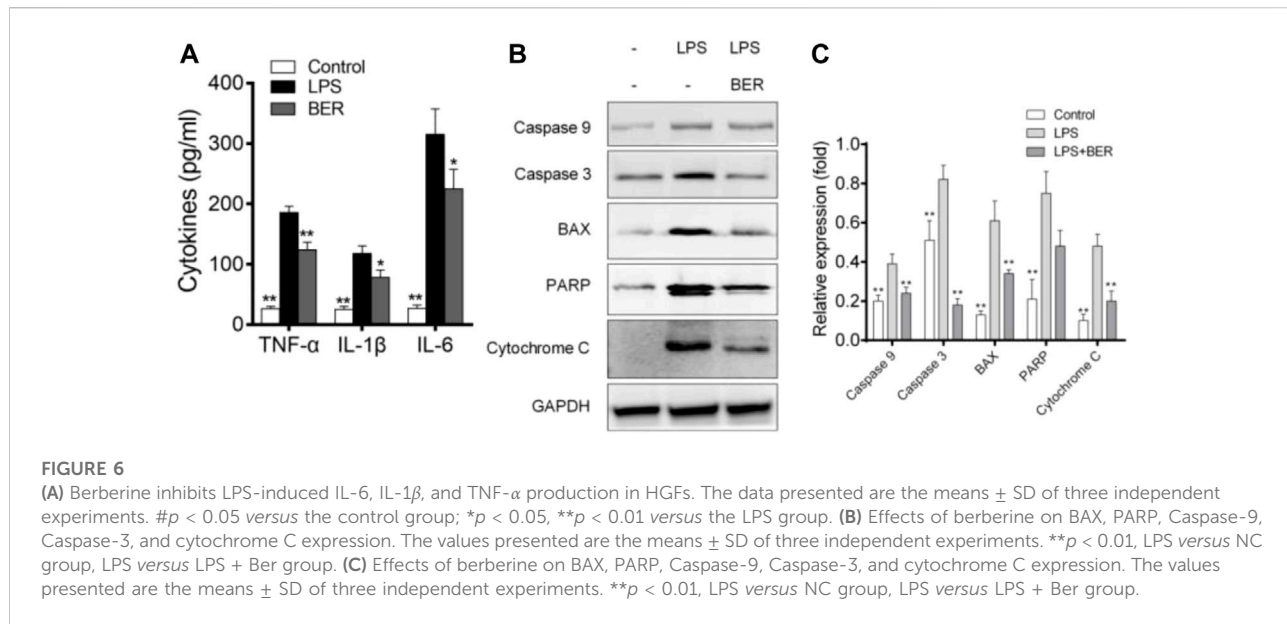 A
Control
LPS
BER
Cytokines (pg/ml)
400
300
200
100
0
**
**
**
*
**
*
TNF-α IL-1β IL-6
B
- LPS LPS
- - BER
Caspase 9
Caspase 3
BAX
PARP
Cytochrome C
GAPDH
C
Control
LPS
LPS+BER
Relative expression (fold)
1.0
0.8
0.6
0.4
0.2
0.0
**
**
**
**
**
**
**
**
**
Caspase 9
Caspase 3
BAX
PARP
Cytochrome C
FIGURE 6
(A) Berberine inhibits LPS-induced IL-6, IL-1β, and TNF-α production in HGFs. The data presented are the means ± SD of three independent
experiments. #p < 0.05 versus the control group; *p < 0.05, **p < 0.01 versus the LPS group. (B) Effects of berberine on BAX, PARP, Caspase-9,
Caspase-3, and cytochrome C expression. The values presented are the means ± SD of three independent experiments. **p < 0.01, LPS versus NC
group, LPS versus LPS + Ber group. (C) Effects of berberine on BAX, PARP, Caspase-9, Caspase-3, and cytochrome C expression. The values
presented are the means ± SD of three independent experiments. **p < 0.01, LPS versus NC group, LPS versus LPS + Ber group.